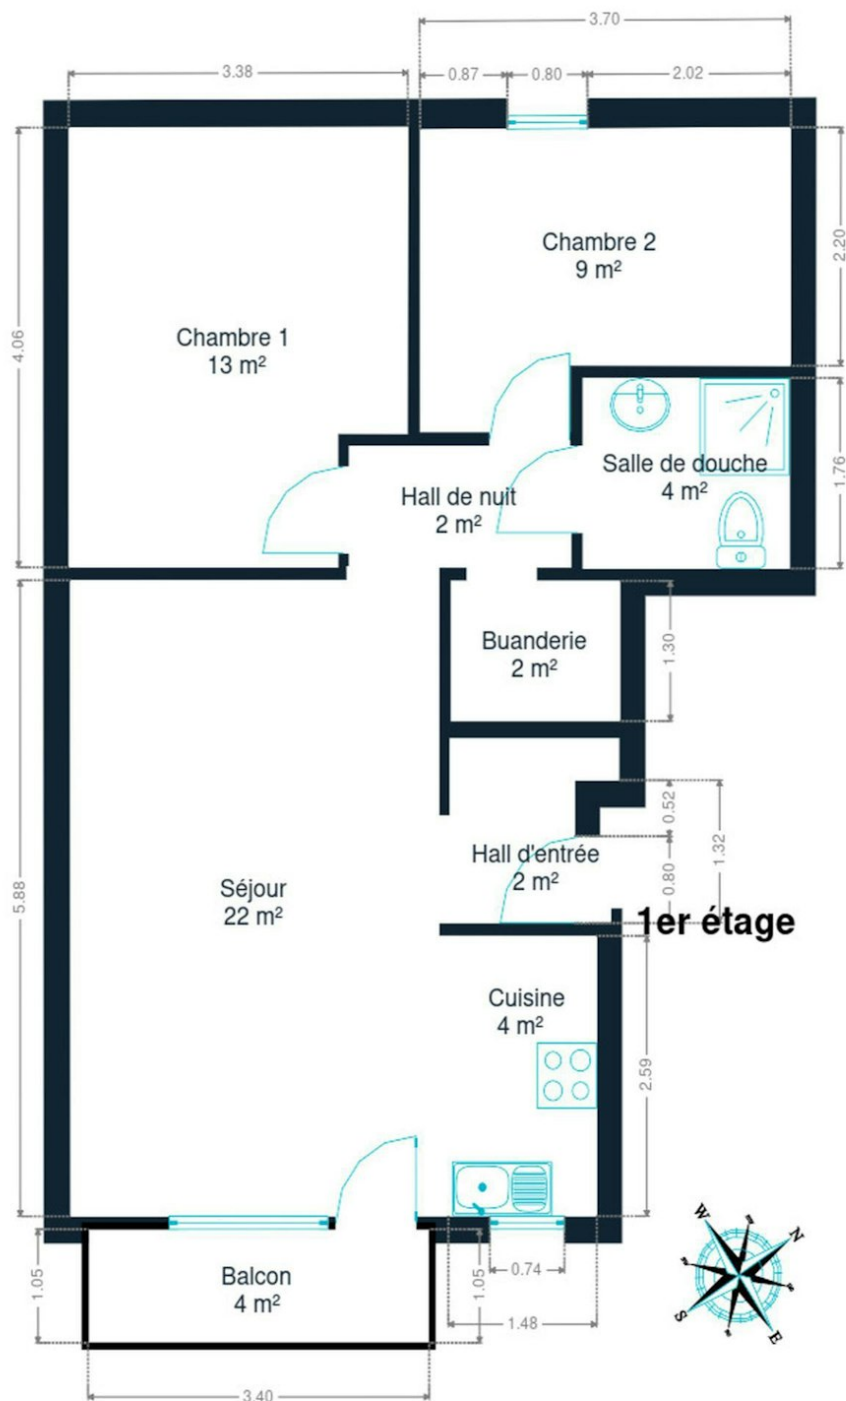 3.70
3.38
0.87
0.80
2.02
Chambre 2
9 m²
2.20
4.06
Chambre 1
13 m²
Salle de douche
4 m²
1.76
Hall de nuit
2 m²
Buanderie
2 m²
1.30
0.52
1.32
0.80
Hall d'entrée
2 m²
5.88
Séjour
22 m²
1er étage
Cuisine
4 m²
2.59
W
N
S
E
Balcon
4 m²
1.05
1.05
0.74
1.48
3.40